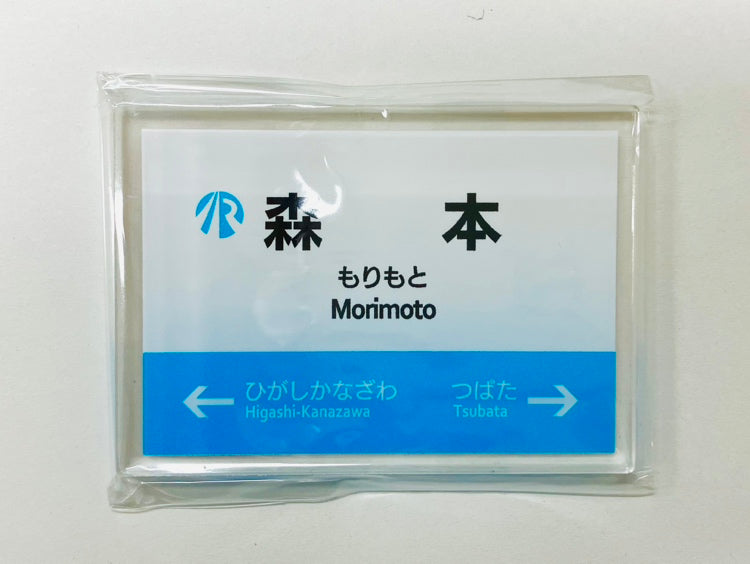 IR 森 本
もりもと
Morimoto
ひがしかなざわ つばた
Higashi-Kanazawa Tsubata